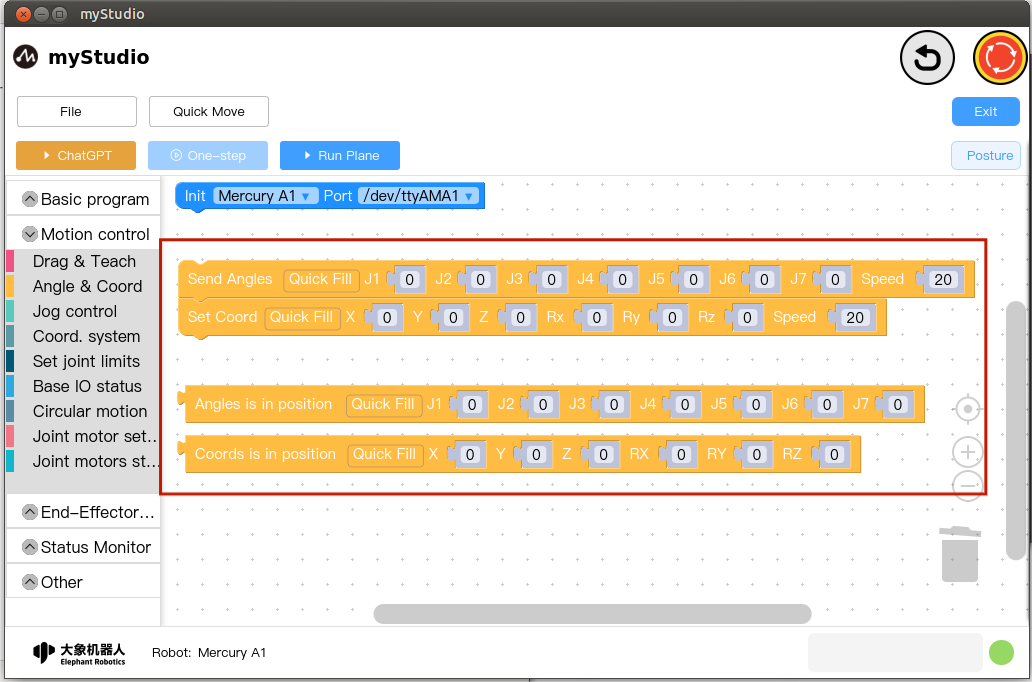 myStudio
myStudio
File
Quick Move
Exit
ChatGPT
One-step
Run Plane
Posture
Basic program
Motion control
Drag & Teach
Angle & Coord
Jog control
Coord. system
Set joint limits
Base IO status
Circular motion
Joint motor set...
Joint motors st...
End-Effector...
Status Monitor
Other
Init Mercury A1 Port /dev/ttyAMA1
Send Angles Quick Fill J1 0 J2 0 J3 0 J4 0 J5 0 J6 0 J7 0 Speed 20
Set Coord Quick Fill X 0 Y 0 Z 0 Rx 0 Ry 0 Rz 0 Speed 20
Angles is in position Quick Fill J1 0 J2 0 J3 0 J4 0 J5 0 J6 0 J7 0
Coords is in position Quick Fill X 0 Y 0 Z 0 RX 0 RY 0 RZ 0
大象机器人
Elephant Robotics
Robot: Mercury A1